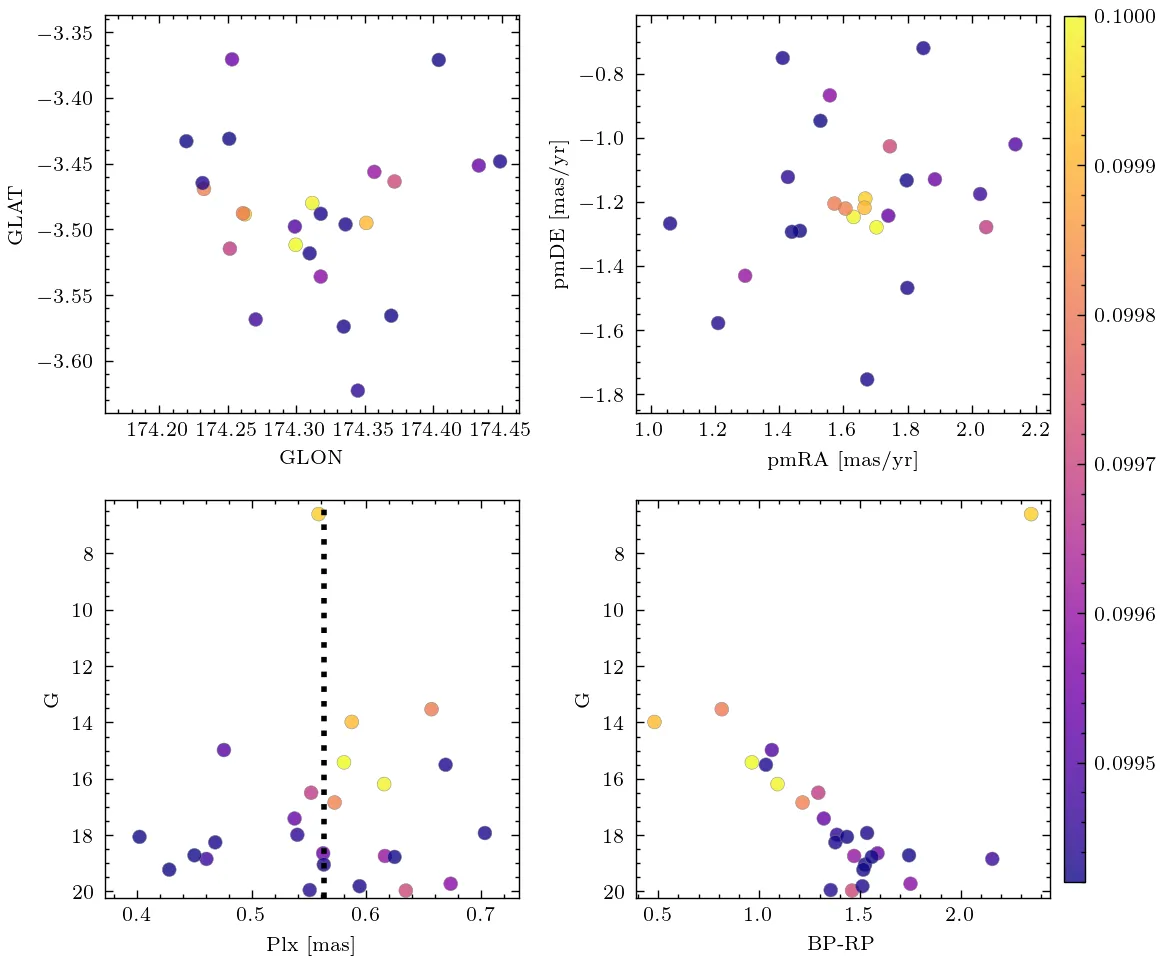 −3.35
−3.40
−3.45
−3.50
−3.55
−3.60
GLAT
174.20 174.25 174.30 174.35 174.40 174.45
GLON
−0.8
−1.0
−1.2
−1.4
−1.6
−1.8
pmDE [mas/yr]
1.0 1.2 1.4 1.6 1.8 2.0 2.2
pmRA [mas/yr]
8
10
12
14
16
18
20
G
0.4 0.5 0.6 0.7
Plx [mas]
8
10
12
14
16
18
20
G
0.5 1.0 1.5 2.0
BP-RP
0.1000
0.0999
0.0998
0.0997
0.0996
0.0995